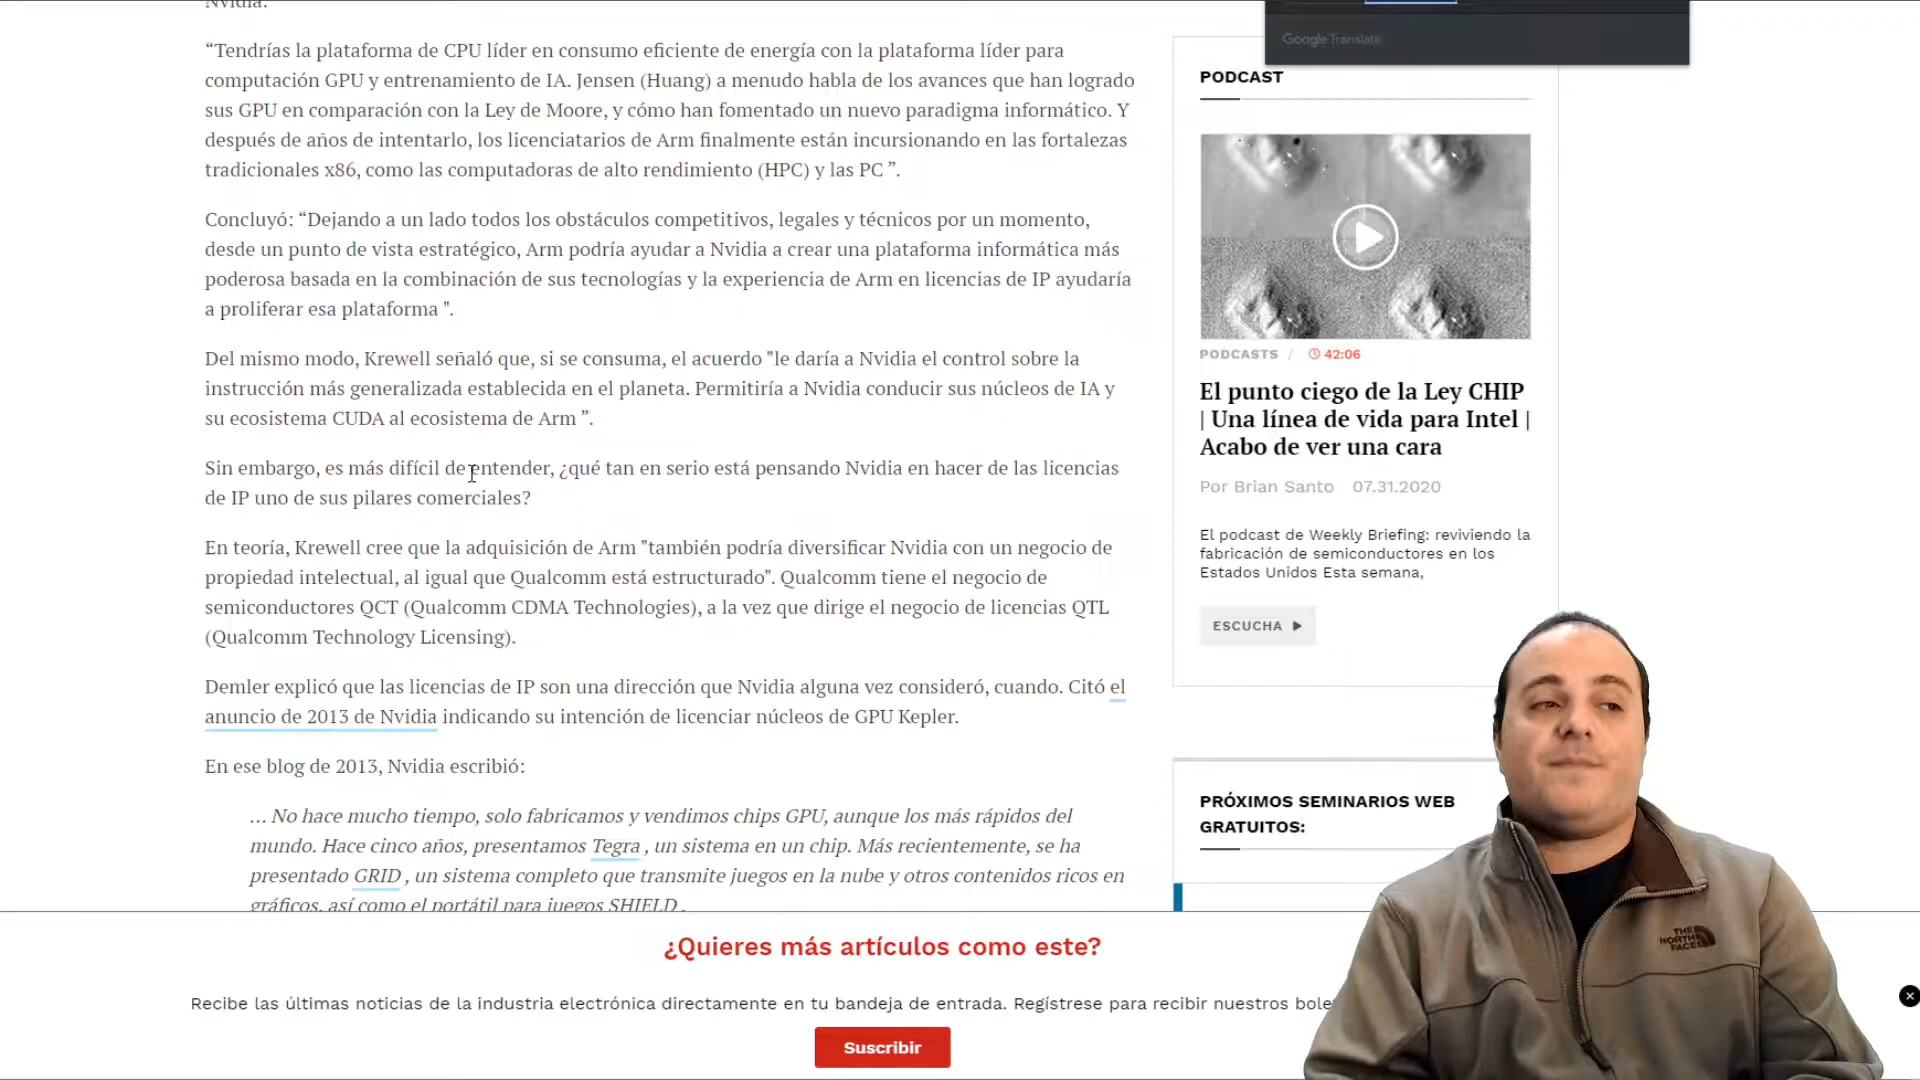 Nvidia.
“Tendrías la plataforma de CPU líder en consumo eficiente de energía con la plataforma líder para
computación GPU y entrenamiento de IA. Jensen (Huang) a menudo habla de los avances que han logrado
sus GPU en comparación con la Ley de Moore, y cómo han fomentado un nuevo paradigma informático. Y
después de años de intentarlo, los licenciatarios de Arm finalmente están incursionando en las fortalezas
tradicionales x86, como las computadoras de alto rendimiento (HPC) y las PC ”.
Concluyó: “Dejando a un lado todos los obstáculos competitivos, legales y técnicos por un momento,
desde un punto de vista estratégico, Arm podría ayudar a Nvidia a crear una plataforma informática más
poderosa basada en la combinación de sus tecnologías y la experiencia de Arm en licencias de IP ayudaría
a proliferar esa plataforma ".
Del mismo modo, Krewell señaló que, si se consuma, el acuerdo "le daría a Nvidia el control sobre la
instrucción más generalizada establecida en el planeta. Permitiría a Nvidia conducir sus núcleos de IA y
su ecosistema CUDA al ecosistema de Arm ”.
Sin embargo, es más difícil de entender, ¿qué tan en serio está pensando Nvidia en hacer de las licencias
de IP uno de sus pilares comerciales?
En teoría, Krewell cree que la adquisición de Arm "también podría diversificar Nvidia con un negocio de
propiedad intelectual, al igual que Qualcomm está estructurado". Qualcomm tiene el negocio de
semiconductores QCT (Qualcomm CDMA Technologies), a la vez que dirige el negocio de licencias QTL
(Qualcomm Technology Licensing).
Demler explicó que las licencias de IP son una dirección que Nvidia alguna vez consideró, cuando. Citó el
anuncio de 2013 de Nvidia indicando su intención de licenciar núcleos de GPU Kepler.
En ese blog de 2013, Nvidia escribió:
… No hace mucho tiempo, solo fabricamos y vendimos chips GPU, aunque los más rápidos del
mundo. Hace cinco años, presentamos Tegra , un sistema en un chip. Más recientemente, se ha
presentado GRID , un sistema completo que transmite juegos en la nube y otros contenidos ricos en
gráficos, así como el portátil para juegos SHIELD .
Google Translate
PODCAST
PODCASTS / 42:06
El punto ciego de la Ley CHIP
| Una línea de vida para Intel |
Acabo de ver una cara
Por Brian Santo 07.31.2020
El podcast de Weekly Briefing: reviviendo la
fabricación de semiconductores en los
Estados Unidos Esta semana,
ESCUCHA
PRÓXIMOS SEMINARIOS WEB
GRATUITOS:
THE
NORTH
FACE
¿Quieres más artículos como este?
Recibe las últimas noticias de la industria electrónica directamente en tu bandeja de entrada. Regístrese para recibir nuestros
Suscribir